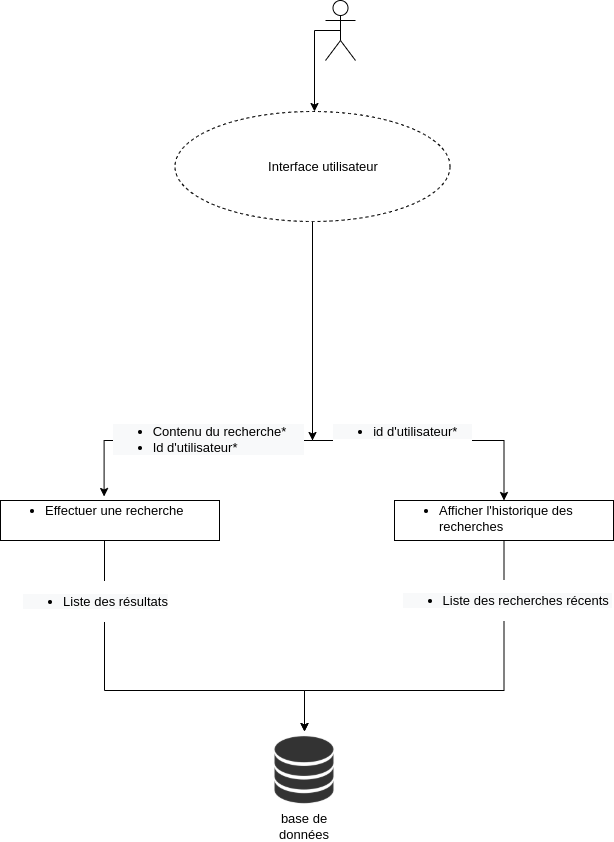 Interface utilisateur
• Contenu du recherche*
• Id d'utilisateur*
• id d'utilisateur*
• Effectuer une recherche
• Afficher l'historique des
recherches
• Liste des résultats
• Liste des recherches récents
base de
données